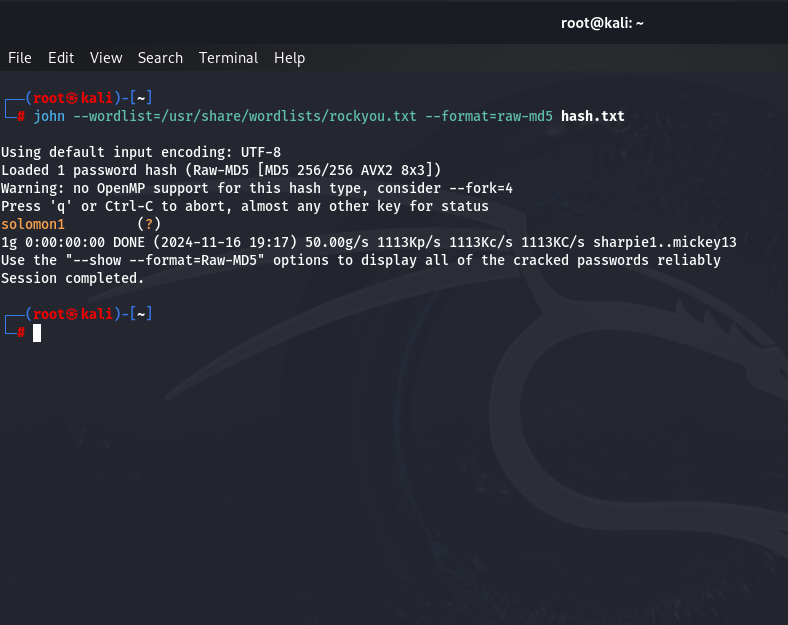 root@kali: ~
File Edit View Search Terminal Help
┌──(root㉿kali)-[~]
└─# john --wordlist=/usr/share/wordlists/rockyou.txt --format=raw-md5 hash.txt
Using default input encoding: UTF-8
Loaded 1 password hash (Raw-MD5 [MD5 256/256 AVX2 8x3])
Warning: no OpenMP support for this hash type, consider --fork=4
Press 'q' or Ctrl-C to abort, almost any other key for status
solomon1         (?)
1g 0:00:00:00 DONE (2024-11-16 19:17) 50.00g/s 1113Kp/s 1113Kc/s 1113KC/s sharpie1..mickey13
Use the "--show --format=Raw-MD5" options to display all of the cracked passwords reliably
Session completed.
┌──(root㉿kali)-[~]
└─#